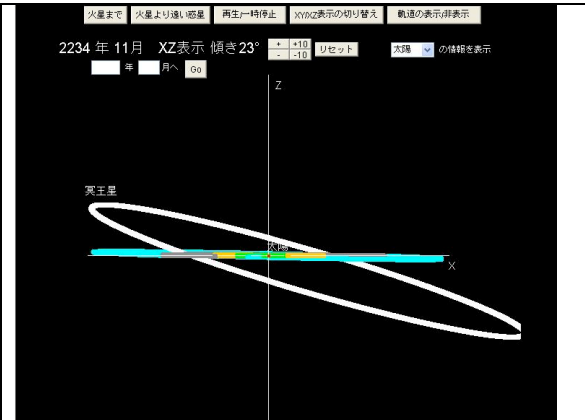 火星まで 火星より遠い惑星 再生/一時停止 XY/XZ表示の切り替え 軌道の表示/非表示
2234 年 11月 XZ表示 傾き23° + +10 リセット 太陽 の情報を表示
- -10
年 月へ Go
Z
冥王星
太陽
X